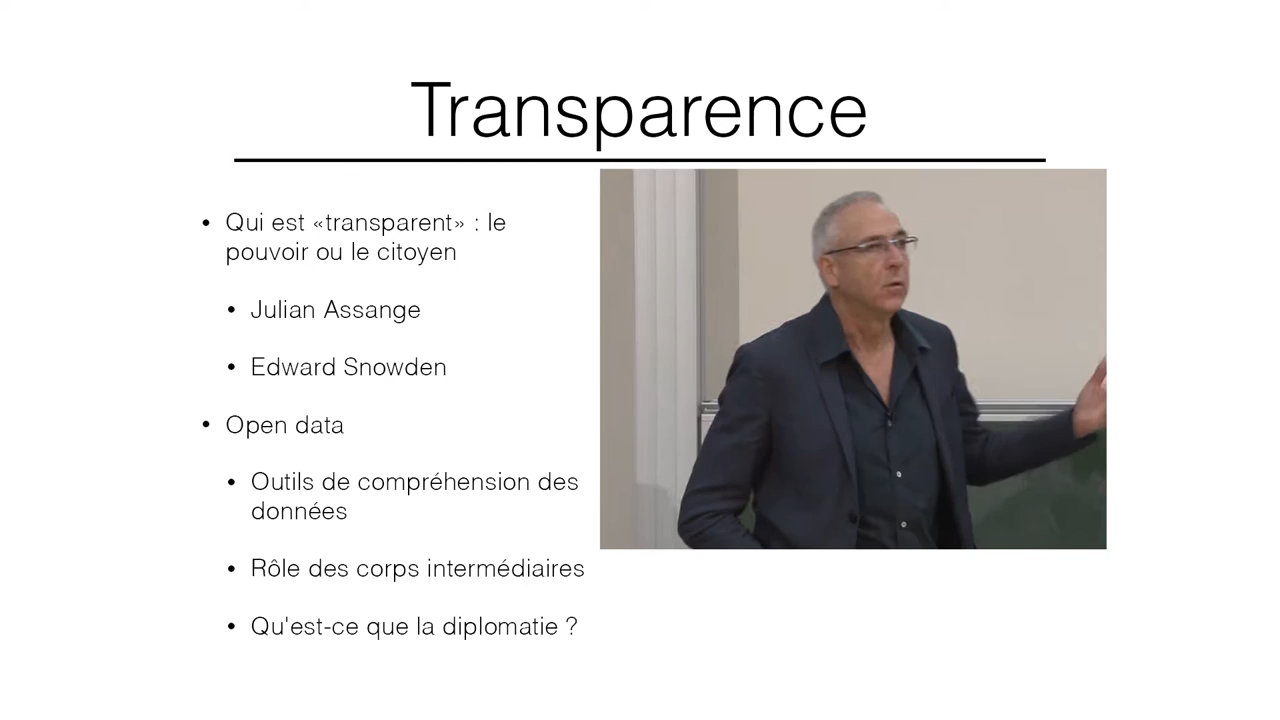 Transparence
• Qui est «transparent» : le
pouvoir ou le citoyen
• Julian Assange
• Edward Snowden
• Open data
• Outils de compréhension des
données
• Rôle des corps intermédiaires
• Qu'est-ce que la diplomatie ?